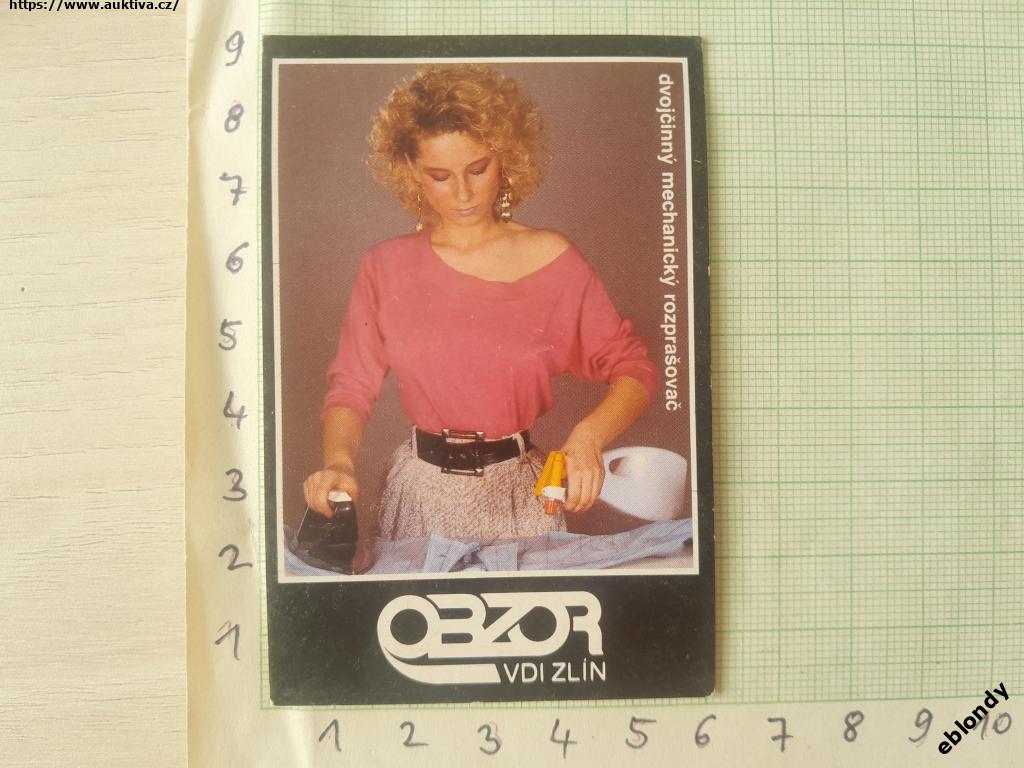 https://www.auktiva.cz/
9
8
7
6
5
4
3
2
1
dvojčinný mechanický rozprašovač
OBZOR
VDI ZLÍN
1 2 3 4 5 6 7 8 9 10
eblondy